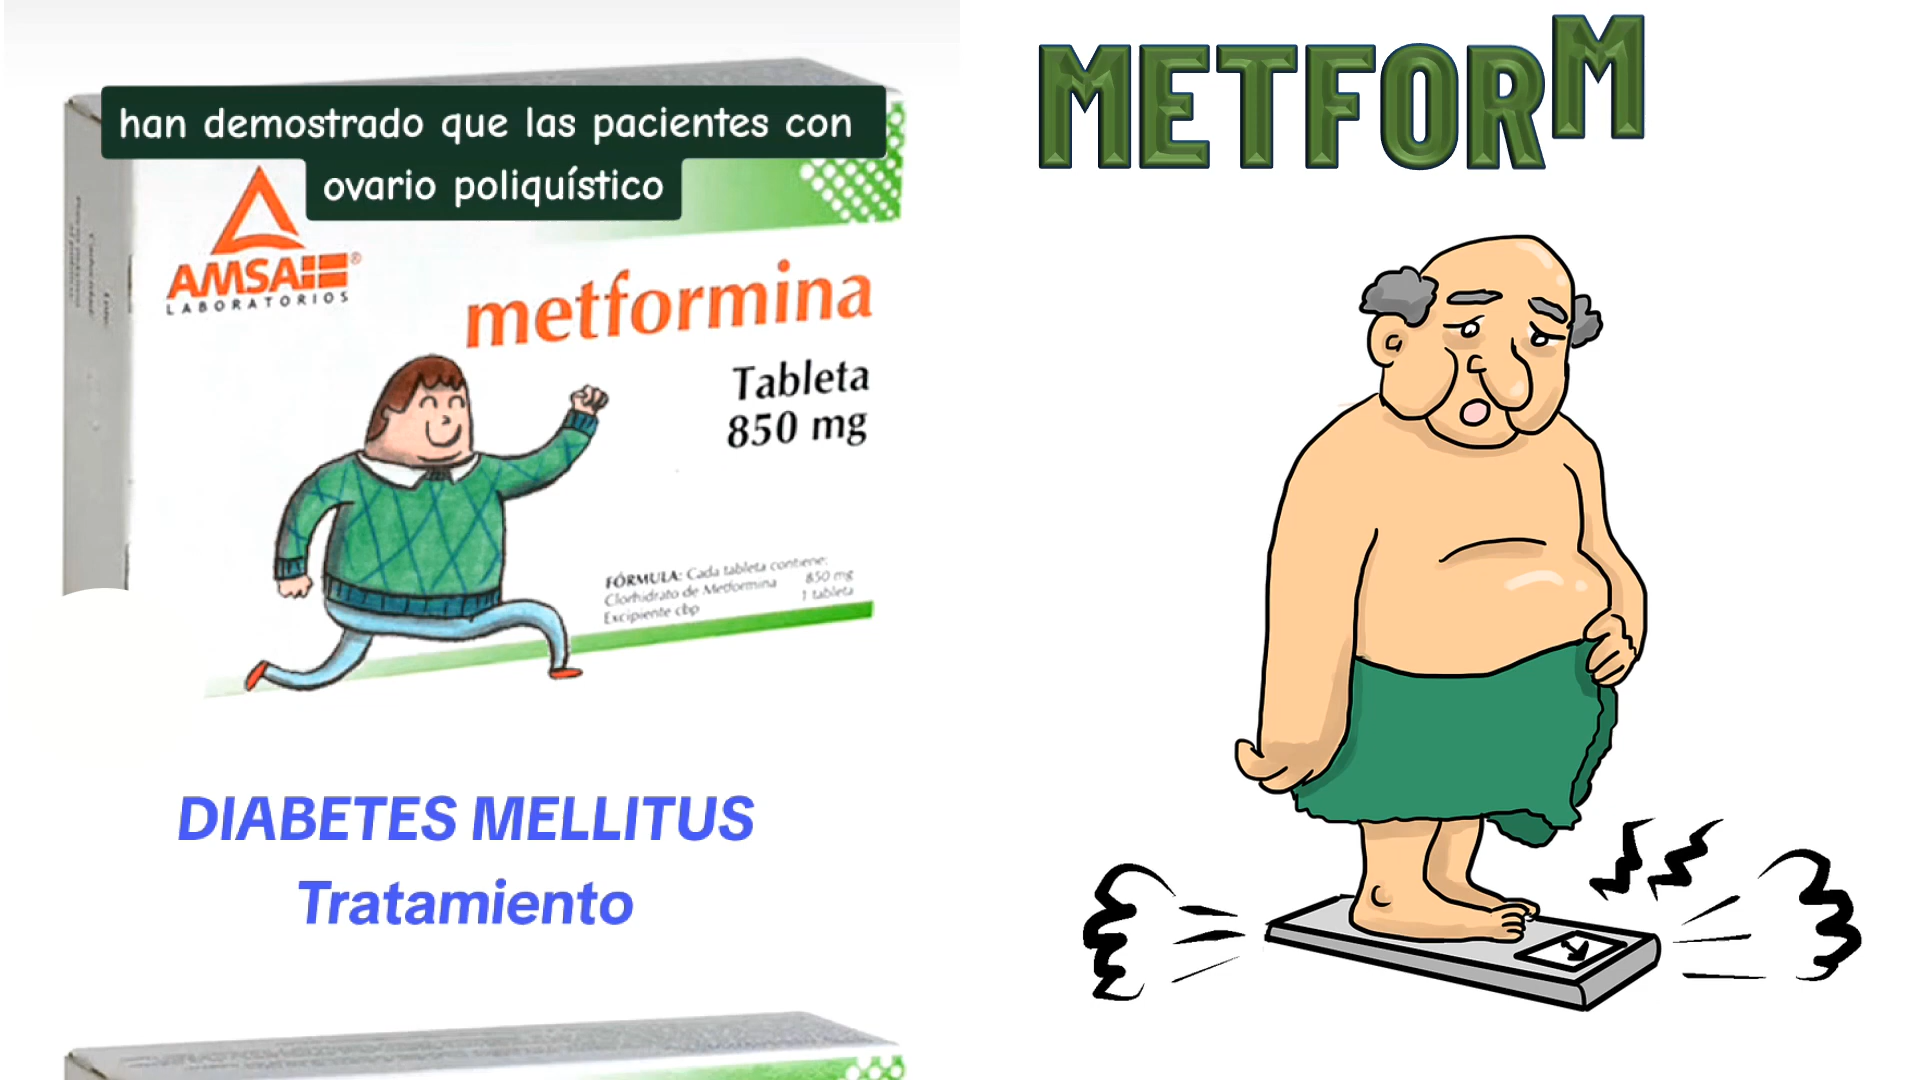 han demostrado que las pacientes con
ovario poliquístico
AMSA®
LABORATORIOS
metformina
Tableta
850 mg
FÓRMULA: Cada tableta contiene:
Clorhidrato de Metformina 850 mg
Excipiente cbp 1 tableta
DIABETES MELLITUS
Tratamiento
METFORM